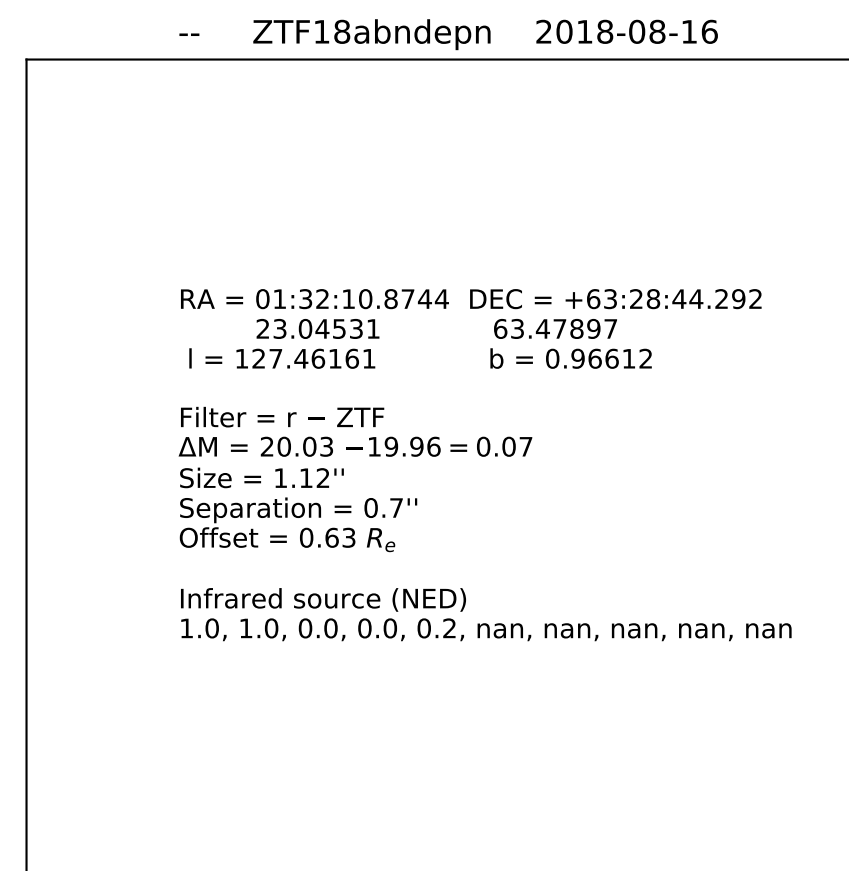 -- ZTF18abndepn 2018-08-16
RA = 01:32:10.8744 DEC = +63:28:44.292
23.04531 63.47897
l = 127.46161 b = 0.96612
Filter = r − ZTF
ΔM = 20.03 −19.96 = 0.07
Size = 1.12''
Separation = 0.7''
Offset = 0.63 Re
Infrared source (NED)
1.0, 1.0, 0.0, 0.0, 0.2, nan, nan, nan, nan, nan